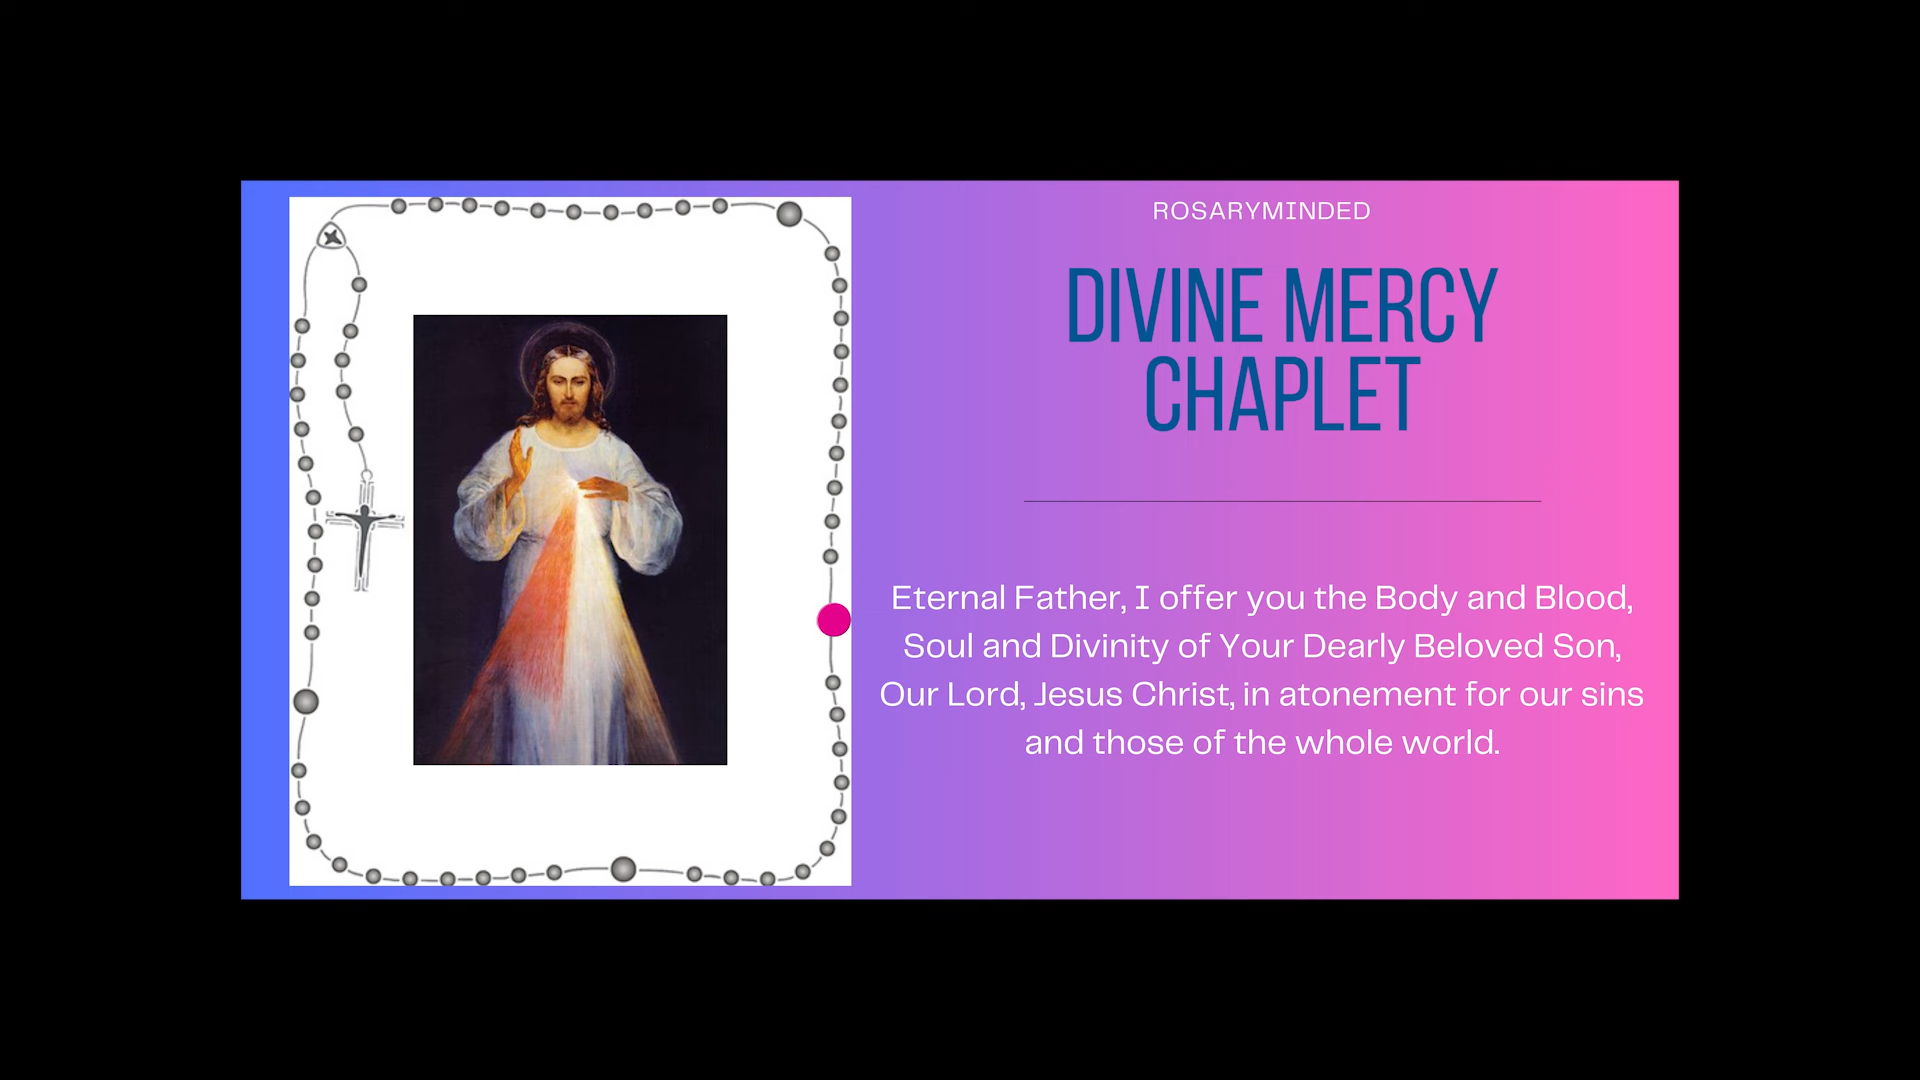 ROSARYMINDED
DIVINE MERCY
CHAPLET
Eternal Father, I offer you the Body and Blood,
Soul and Divinity of Your Dearly Beloved Son,
Our Lord, Jesus Christ, in atonement for our sins
and those of the whole world.